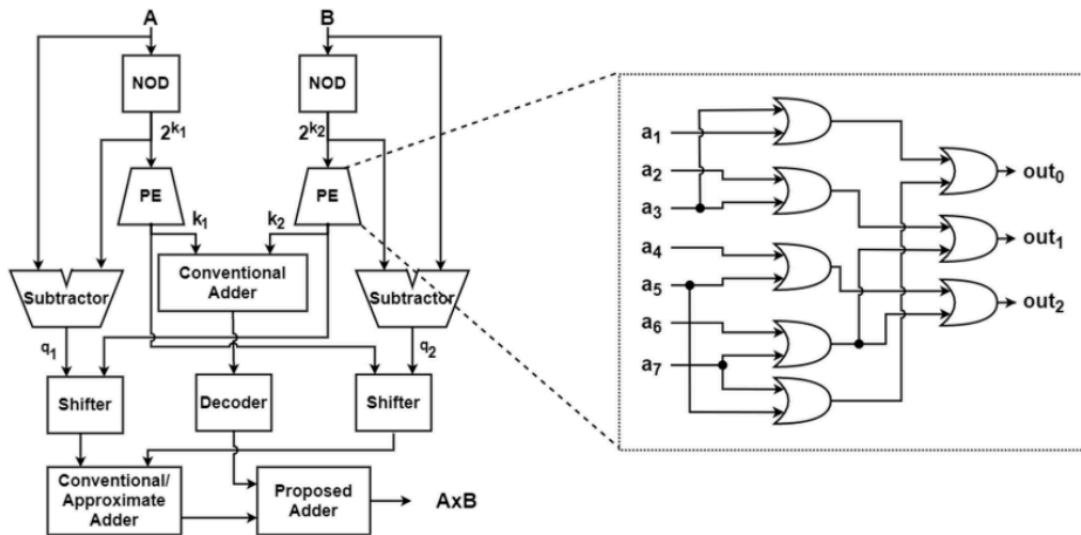 A
B
NOD
NOD
2^k1
2^k2
PE
PE
k1
k2
Conventional
Adder
Subtractor
Subtractor
q1
q2
Shifter
Decoder
Shifter
Conventional/
Approximate
Adder
Proposed
Adder
AxB
a1
a2
a3
a4
a5
a6
a7
out0
out1
out2